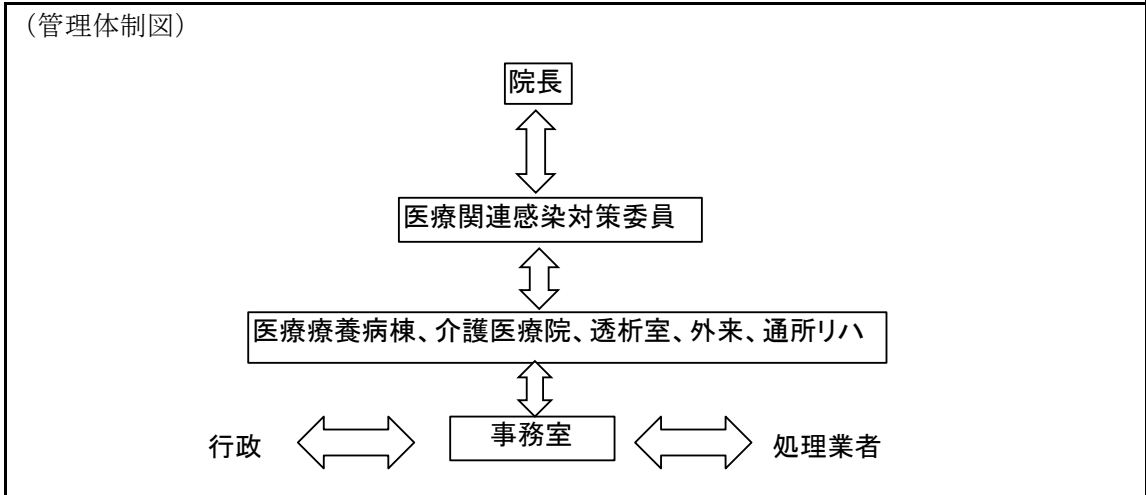 （管理体制図）
院長
医療関連感染対策委員
医療療養病棟、介護医療院、透析室、外来、通所リハ
行政
事務室
処理業者